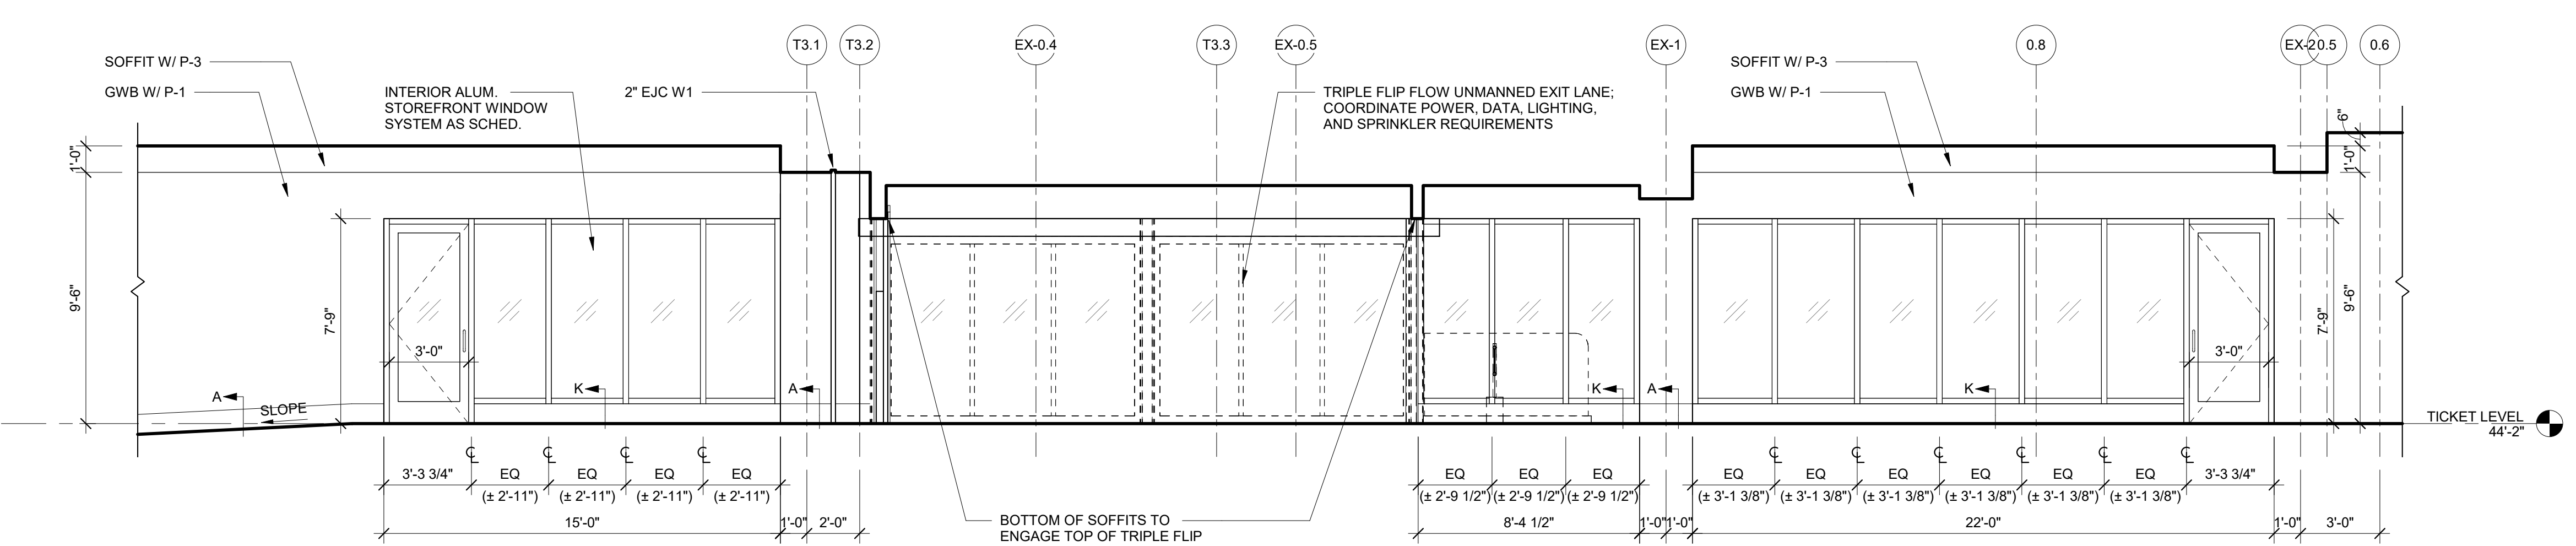 T3.1
T3.2
EX-0.4
T3.3
EX-0.5
EX-1
0.8
EX-2
0.5
0.6
SOFFIT W/ P-3
GWB W/ P-1
INTERIOR ALUM.
STOREFRONT WINDOW
SYSTEM AS SCHED.
2" EJC W1
TRIPLE FLIP FLOW UNMANNED EXIT LANE;
COORDINATE POWER, DATA, LIGHTING,
AND SPRINKLER REQUIREMENTS
SOFFIT W/ P-3
GWB W/ P-1
6"
1'-0"
1'-0"
9'-6"
7'-9"
9'-6"
7'-9"
3'-0"
3'-0"
A
SLOPE
K
A
K
A
K
TICKET LEVEL
44'-2"
3'-3 3/4"
EQ
EQ
EQ
EQ
(± 2'-11")
(± 2'-11")
(± 2'-11")
(± 2'-11")
15'-0"
1'-0"
2'-0"
BOTTOM OF SOFFITS TO
ENGAGE TOP OF TRIPLE FLIP
EQ
EQ
EQ
(± 2'-9 1/2")
(± 2'-9 1/2")
(± 2'-9 1/2")
8'-4 1/2"
1'-0"
1'-0"
EQ
EQ
EQ
EQ
EQ
EQ
3'-3 3/4"
(± 3'-1 3/8")
(± 3'-1 3/8")
(± 3'-1 3/8")
(± 3'-1 3/8")
(± 3'-1 3/8")
(± 3'-1 3/8")
22'-0"
1'-0"
3'-0"